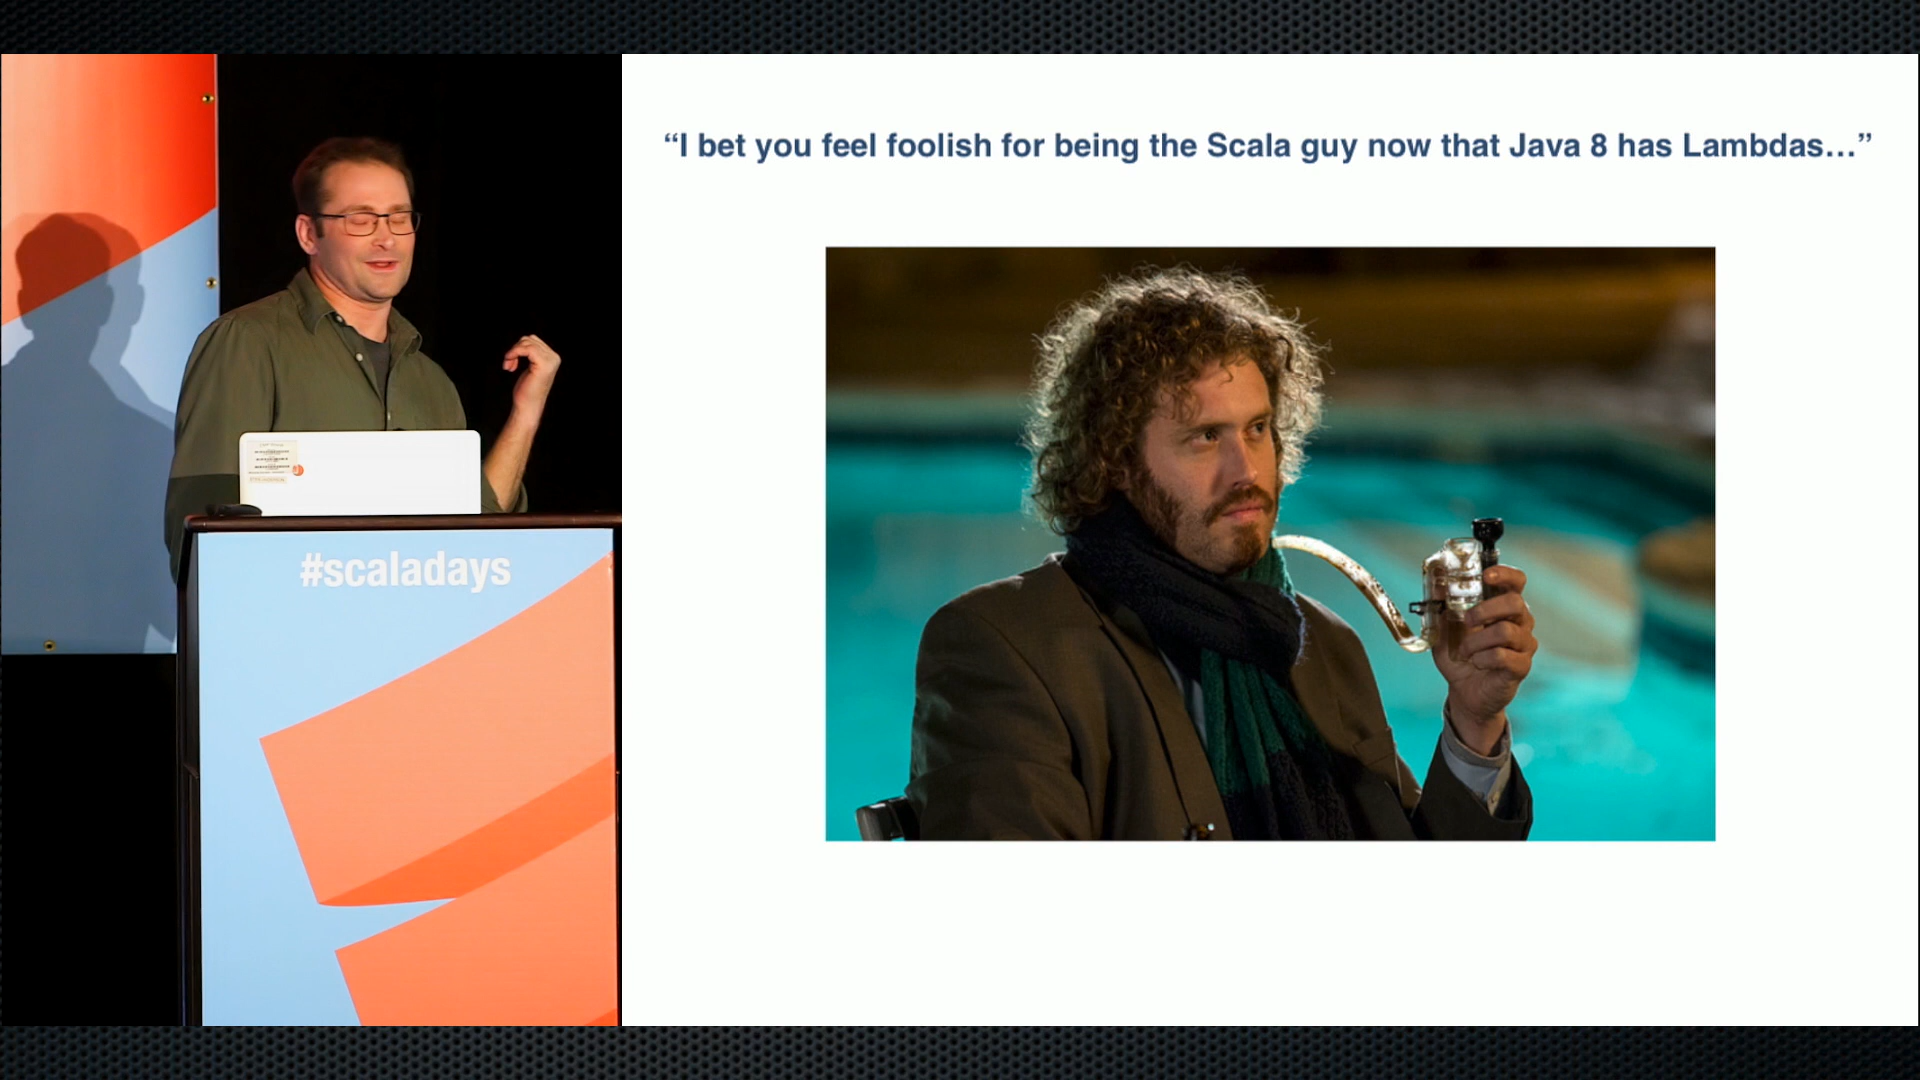 “I bet you feel foolish for being the Scala guy now that Java 8 has Lambdas…”
#scaladays